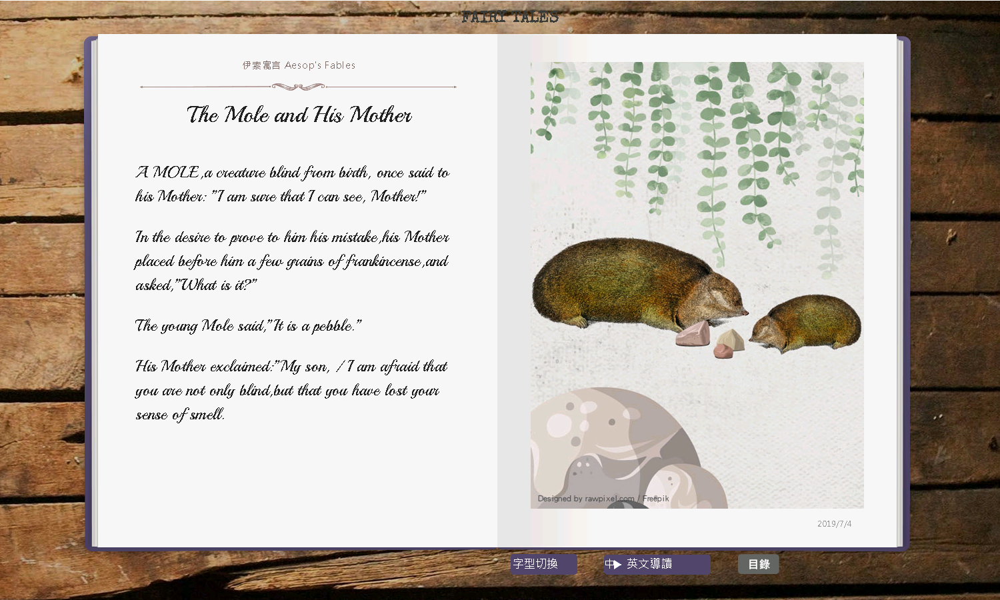 FAIRY TALES
伊索寓言 Aesop's Fables
The Mole and His Mother
A MOLE,a creature blind from birth, once said to
his Mother: "I am sure that I can see, Mother!"
In the desire to prove to him his mistake,his Mother
placed before him a few grains of frankincense,and
asked,"What is it?"
The young Mole said,"It is a pebble."
His Mother exclaimed:"My son, / I am afraid that
you are not only blind,but that you have lost your
sense of smell.
Designed by rawpixel.com / Freepik
2019/7/4
字型切換
中▶ 英文導讀
目錄